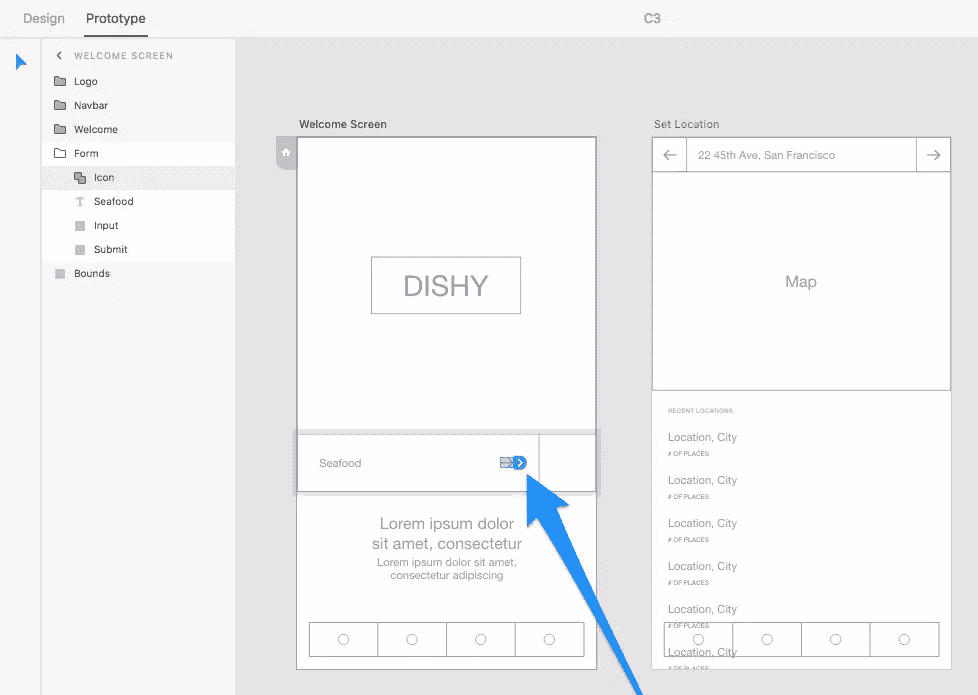 Design Prototype C3
WELCOME SCREEN
Logo
Navbar
Welcome
Form
Icon
T Seafood
Input
Submit
Bounds
Welcome Screen
DISHY
Seafood
Lorem ipsum dolor
sit amet, consectetur
Lorem ipsum dolor sit amet,
consectetur adipiscing
Set Location
22 45th Ave, San Francisco
Map
RECENT LOCATIONS
Location, City
# OF PLACES
Location, City
# OF PLACES
Location, City
# OF PLACES
Location, City
# OF PLACES
Location, City
# OF PLACES
Location, City
# OF PLACES